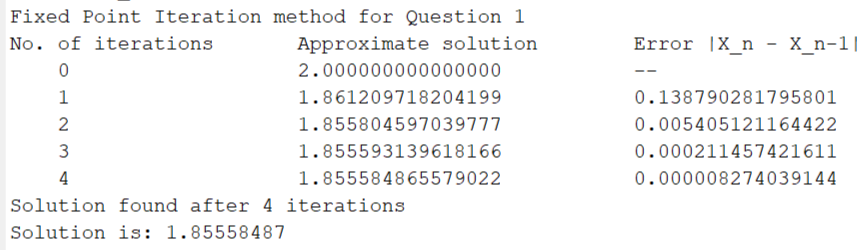 Fixed Point Iteration method for Question 1
No. of iterations Approximate solution Error |X_n - X_n-1|
0 2.000000000000000 --
1 1.861209718204199 0.138790281795801
2 1.855804597039777 0.005405121164422
3 1.855593139618166 0.000211457421611
4 1.855584865579022 0.000008274039144
Solution found after 4 iterations
Solution is: 1.85558487